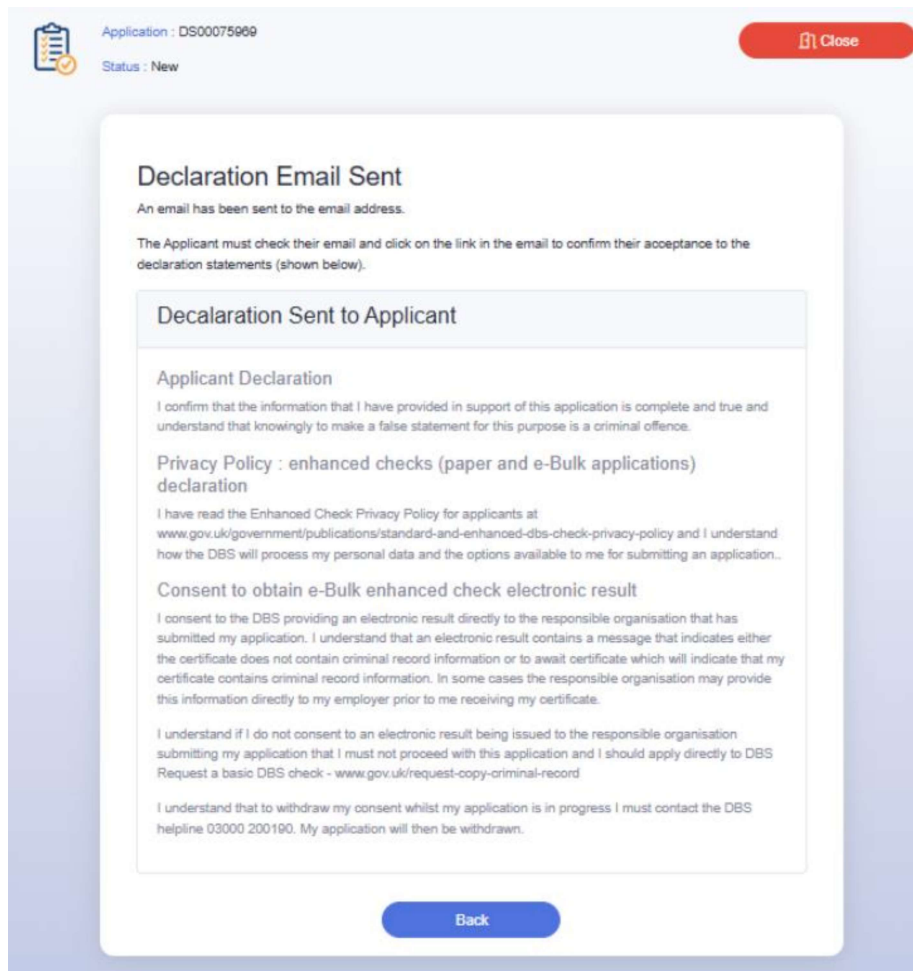 Application : DS00075969
Close
Status : New
Declaration Email Sent
An email has been sent to the email address.
The Applicant must check their email and click on the link in the email to confirm their acceptance to the
declaration statements (shown below).
Decalaration Sent to Applicant
Applicant Declaration
I confirm that the information that I have provided in support of this application is complete and true and
understand that knowingly to make a false statement for this purpose is a criminal offence.
Privacy Policy : enhanced checks (paper and e-Bulk applications)
declaration
I have read the Enhanced Check Privacy Policy for applicants at
www.gov.uk/government/publications/standard-and-enhanced-dbs-check-privacy-policy and I understand
how the DBS will process my personal data and the options available to me for submitting an application..
Consent to obtain e-Bulk enhanced check electronic result
I consent to the DBS providing an electronic result directly to the responsible organisation that has
submitted my application. I understand that an electronic result contains a message that indicates either
the certificate does not contain criminal record information or to await certificate which will indicate that my
certificate contains criminal record information. In some cases the responsible organisation may provide
this information directly to my employer prior to me receiving my certificate.
I understand if I do not consent to an electronic result being issued to the responsible organisation
submitting my application that I must not proceed with this application and I should apply directly to DBS
Request a basic DBS check - www.gov.uk/request-copy-criminal-record
I understand that to withdraw my consent whilst my application is in progress I must contact the DBS
helpline 03000 200190. My application will then be withdrawn.
Back